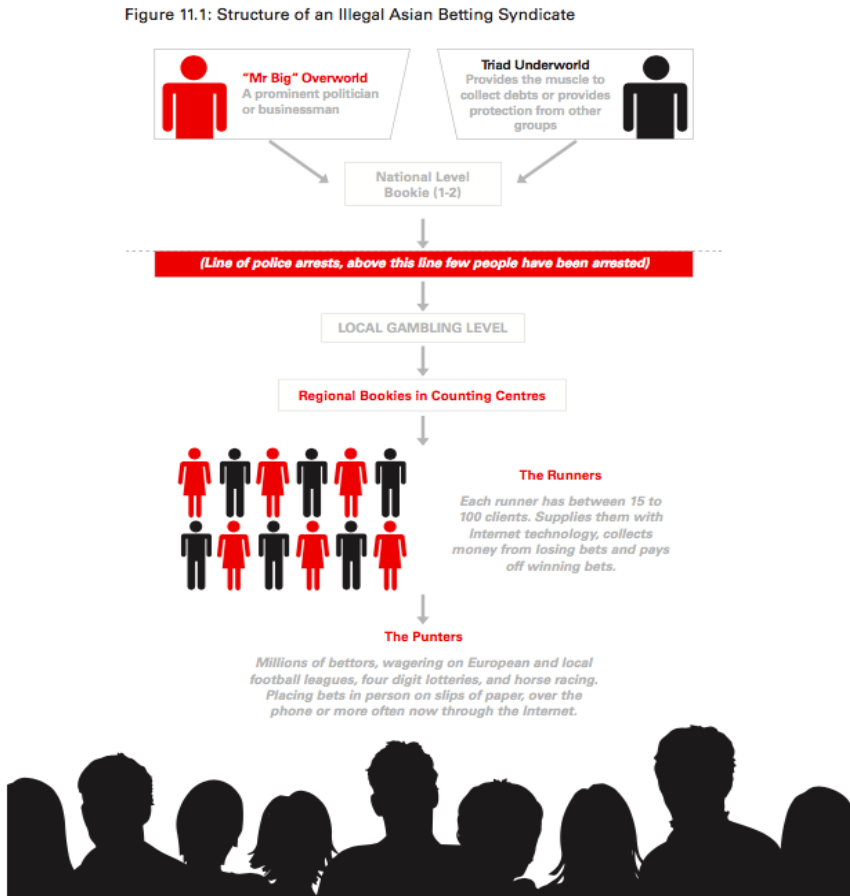 Figure 11.1: Structure of an Illegal Asian Betting Syndicate
“Mr Big” Overworld
A prominent politician
or businessman
Triad Underworld
Provides the muscle to
collect debts or provides
protection from other
groups
National Level
Bookie (1-2)
(Line of police arrests, above this line few people have been arrested)
LOCAL GAMBLING LEVEL
Regional Bookies in Counting Centres
The Runners
Each runner has between 15 to
100 clients. Supplies them with
Internet technology, collects
money from losing bets and pays
off winning bets.
The Punters
Millions of bettors, wagering on European and local
football leagues, four digit lotteries, and horse racing.
Placing bets in person on slips of paper, over the
phone or more often now through the Internet.